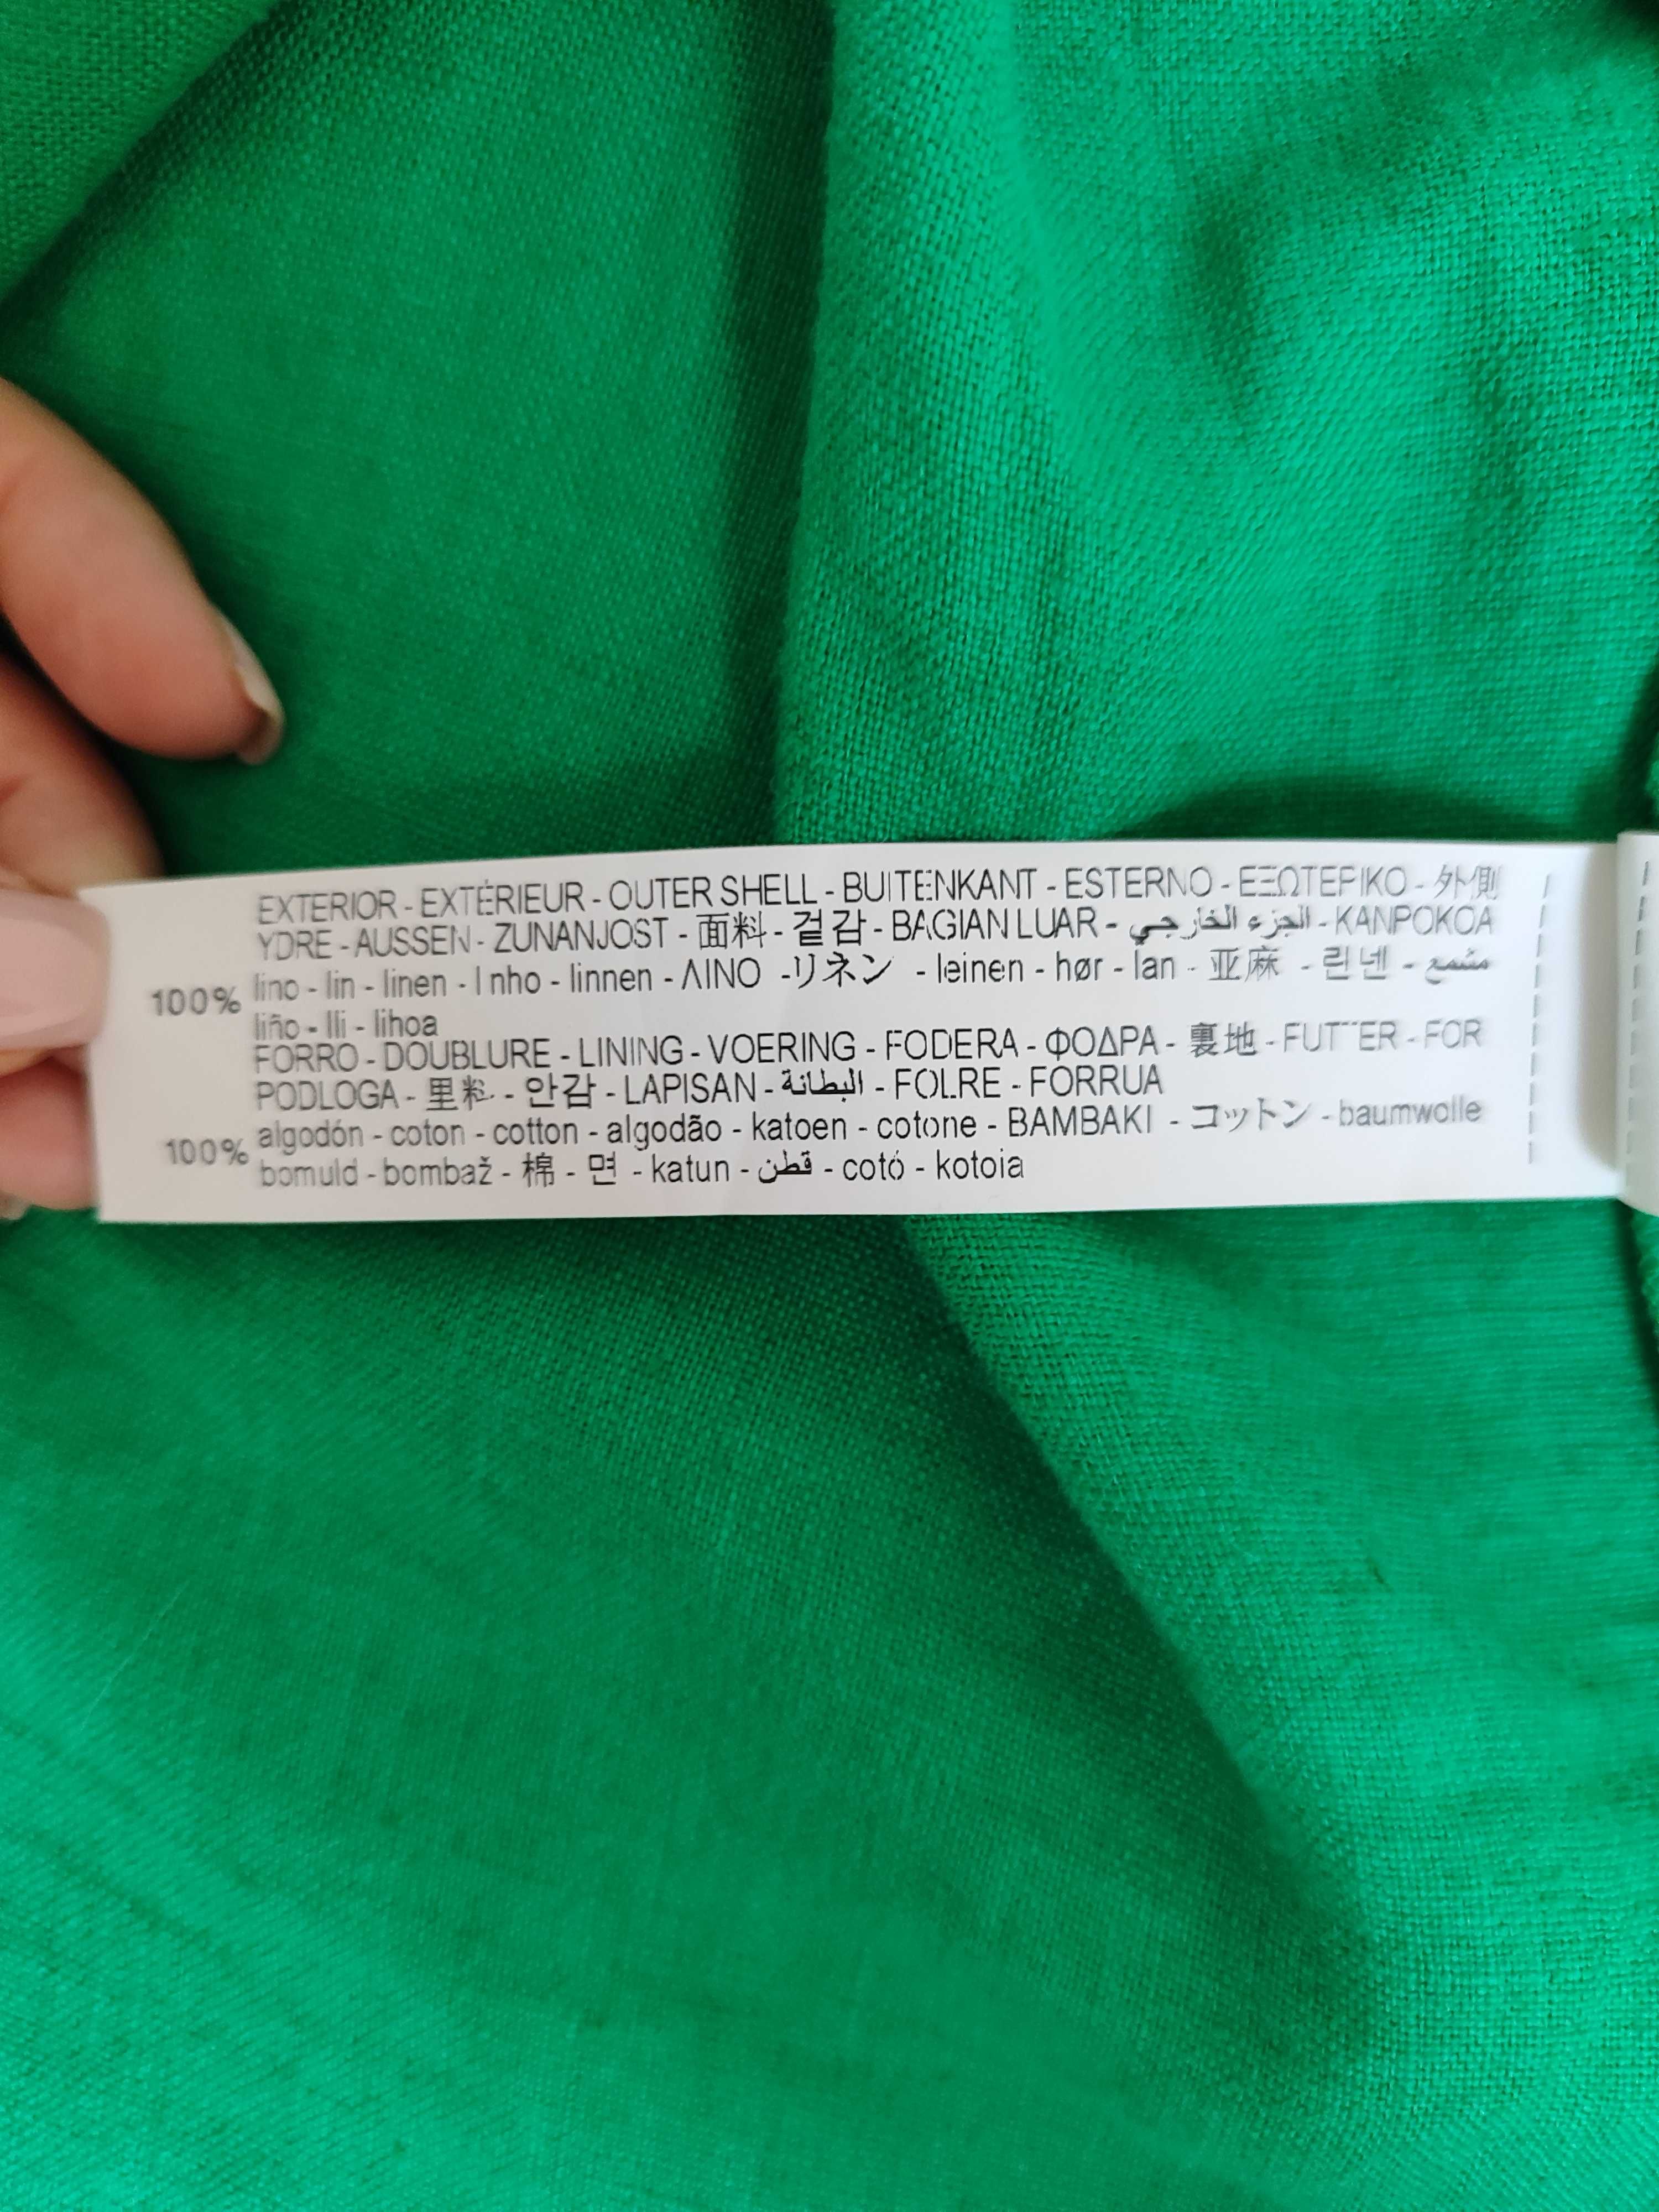 EXTERIOR - EXTÉRIEUR - OUTER SHELL - BUITENKANT - ESTERNO - ΕΞΩΤΕΡΙΚΟ - 外側
YDRE - AUSSEN - ZUNANJOST - 面料 - 겉감 - BAGIAN LUAR - الجزء الخارجي - KANPOKOA
100% lino - lin - linen - linho - linnen - ΛΙΝΟ -リネン - leinen - hør - lan - 亚麻 - 린넨 - مشمع
liño - lli - lihoa
FORRO - DOUBLURE - LINING - VOERING - FODERA - ΦΟΔΡΑ - 裏地 - FUTTER - FOR
PODLOGA - 里料 - 안감 - LAPISAN - البطانة - FOLRE - FORRUA
100% algodón - coton - cotton - algodão - katoen - cotone - BAMBAKI - コットン - baumwolle
bomuld - bombaž - 棉 - 면 - katun - قطن - cotó - kotoia